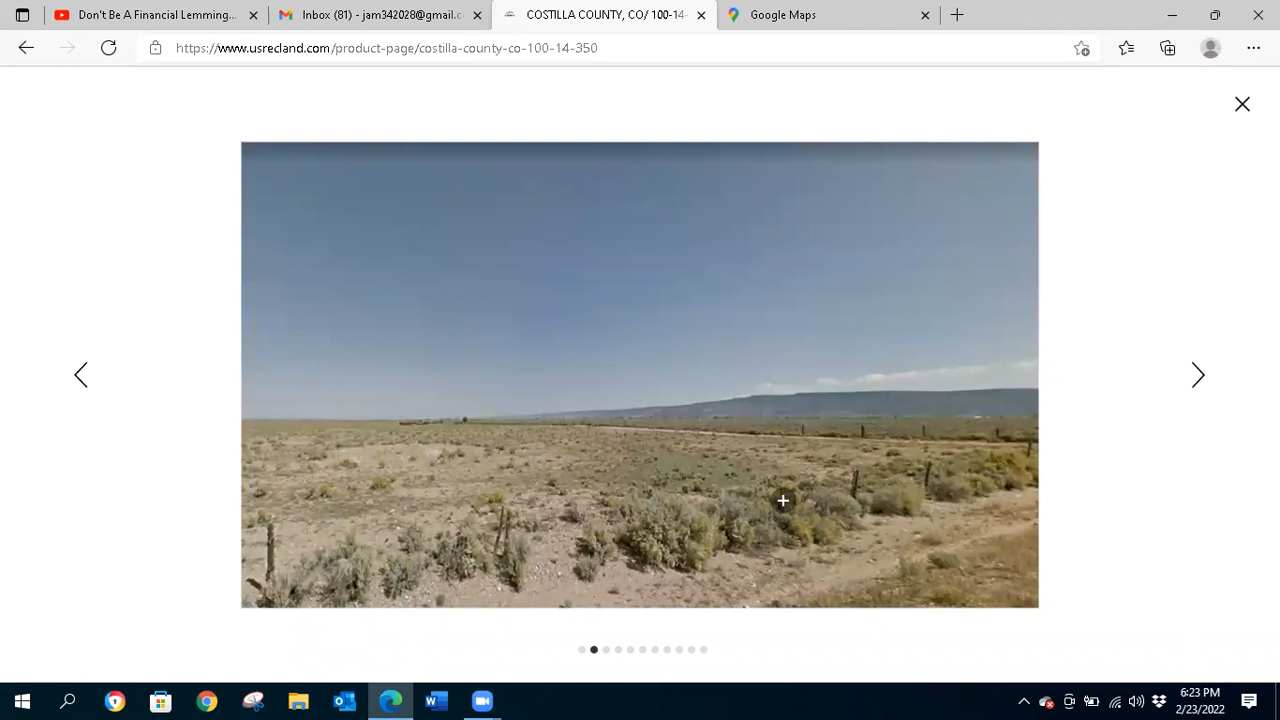 Don't Be A Financial Lemming...
Inbox (81) - jam342028@gmail.c
COSTILLA COUNTY, CO/ 100-14-
Google Maps
https://www.usrecland.com/product-page/costilla-county-co-100-14-350
6:23 PM
2/23/2022